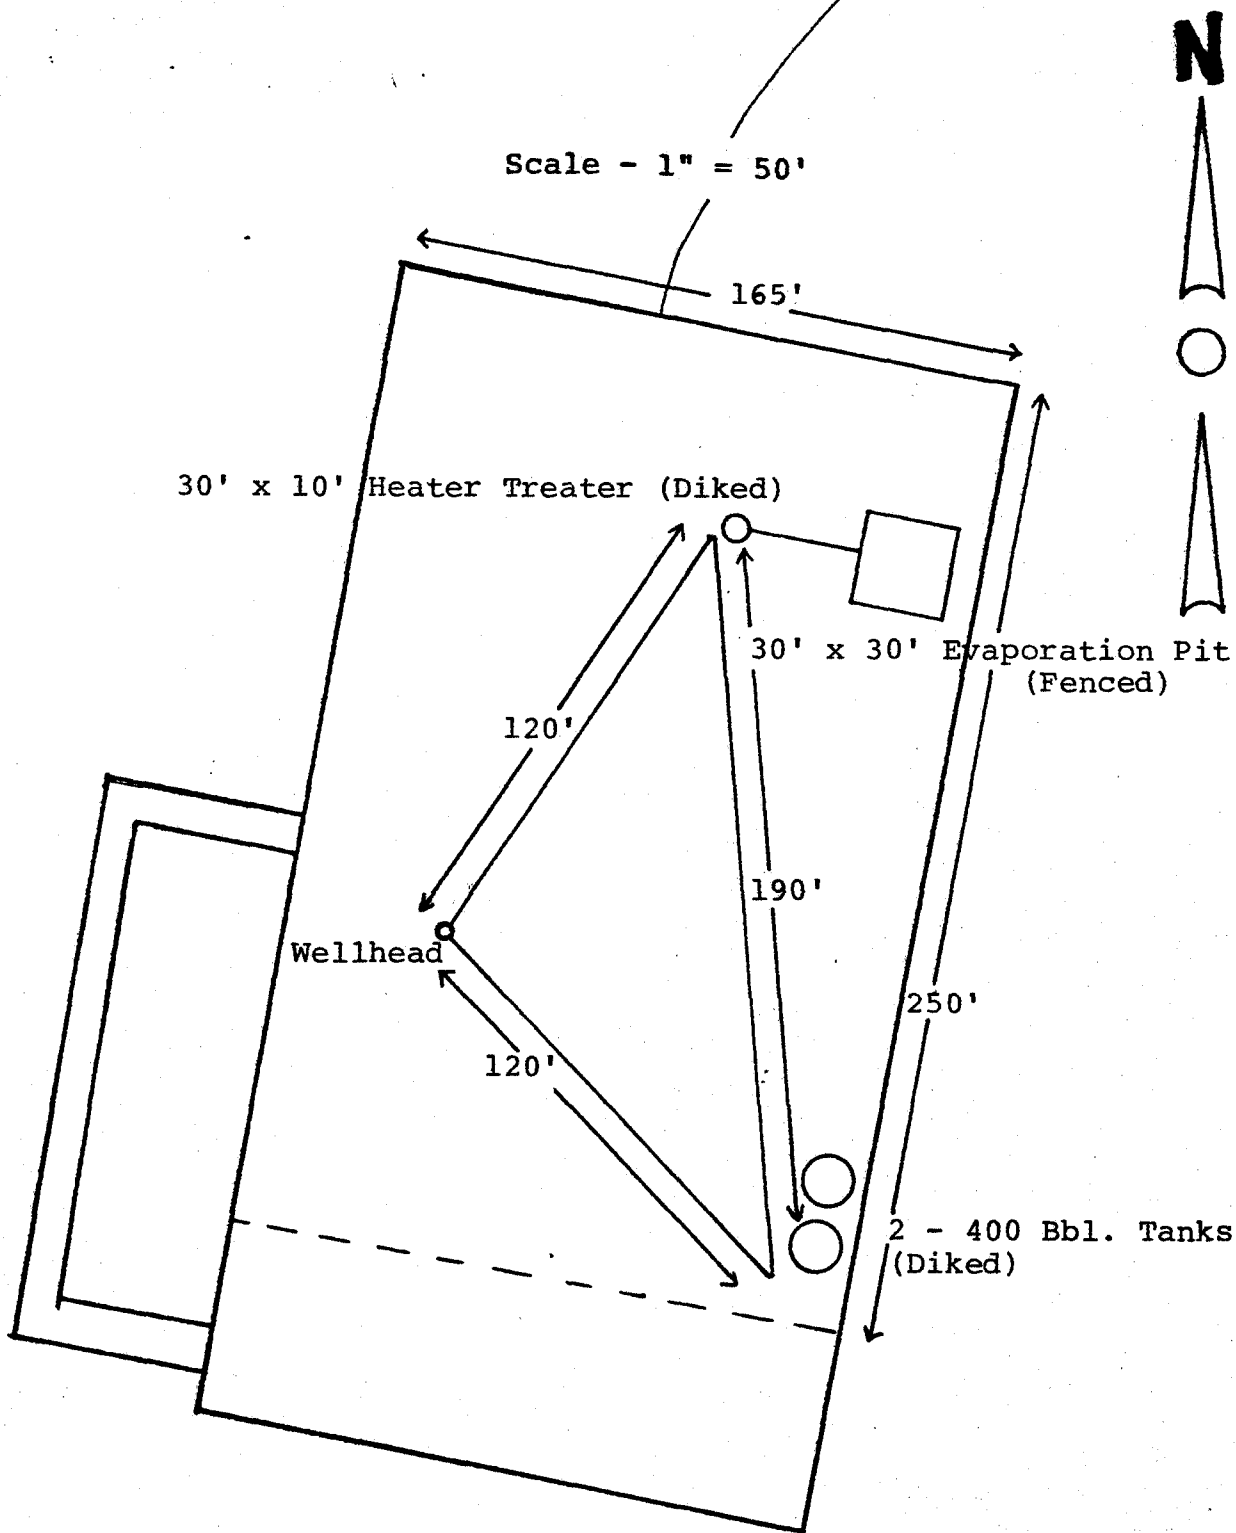 N
Scale - 1" = 50'
165'
30' x 10' Heater Treater (Diked)
30' x 30' Evaporation Pit
(Fenced)
120'
190'
Wellhead
250'
120'
2 - 400 Bbl. Tanks
(Diked)